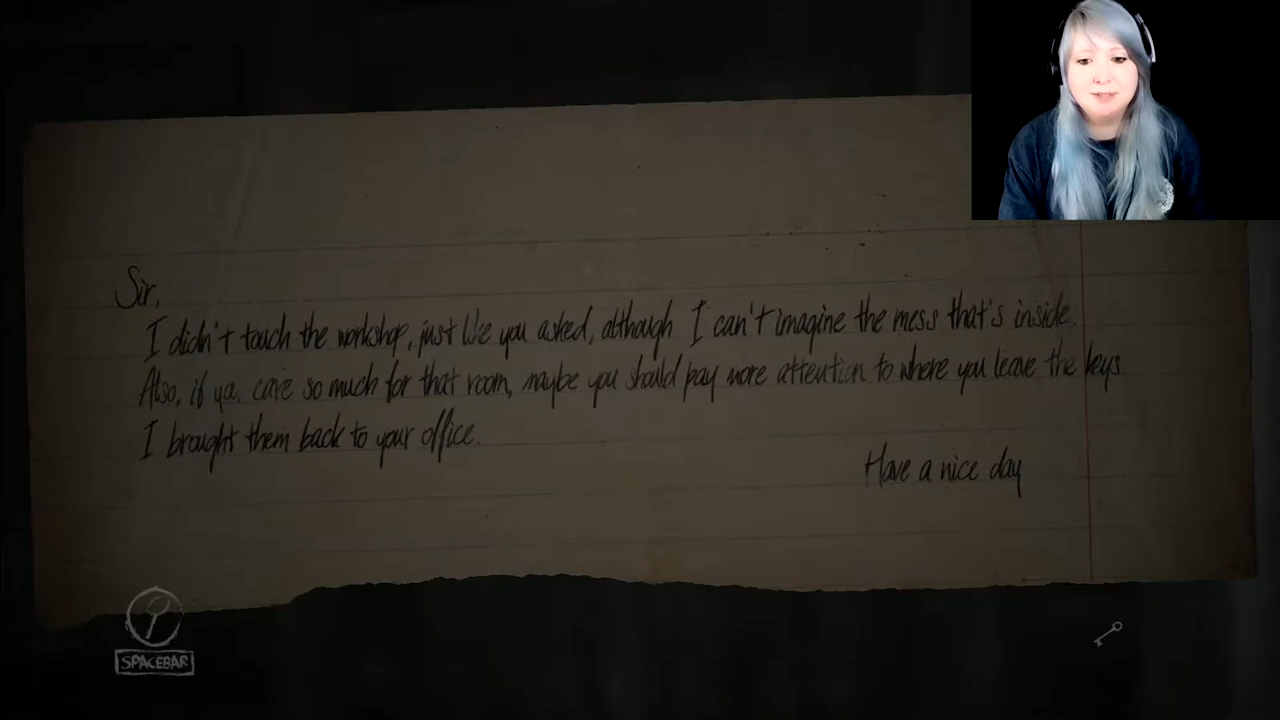 Sir,
I didn't touch the workshop, just like you asked, although I can't imagine the mess that's inside.
Also, if ya care so much for that room, maybe you should pay more attention to where you leave the keys.
I brought them back to your office.
Have a nice day
SPACEBAR